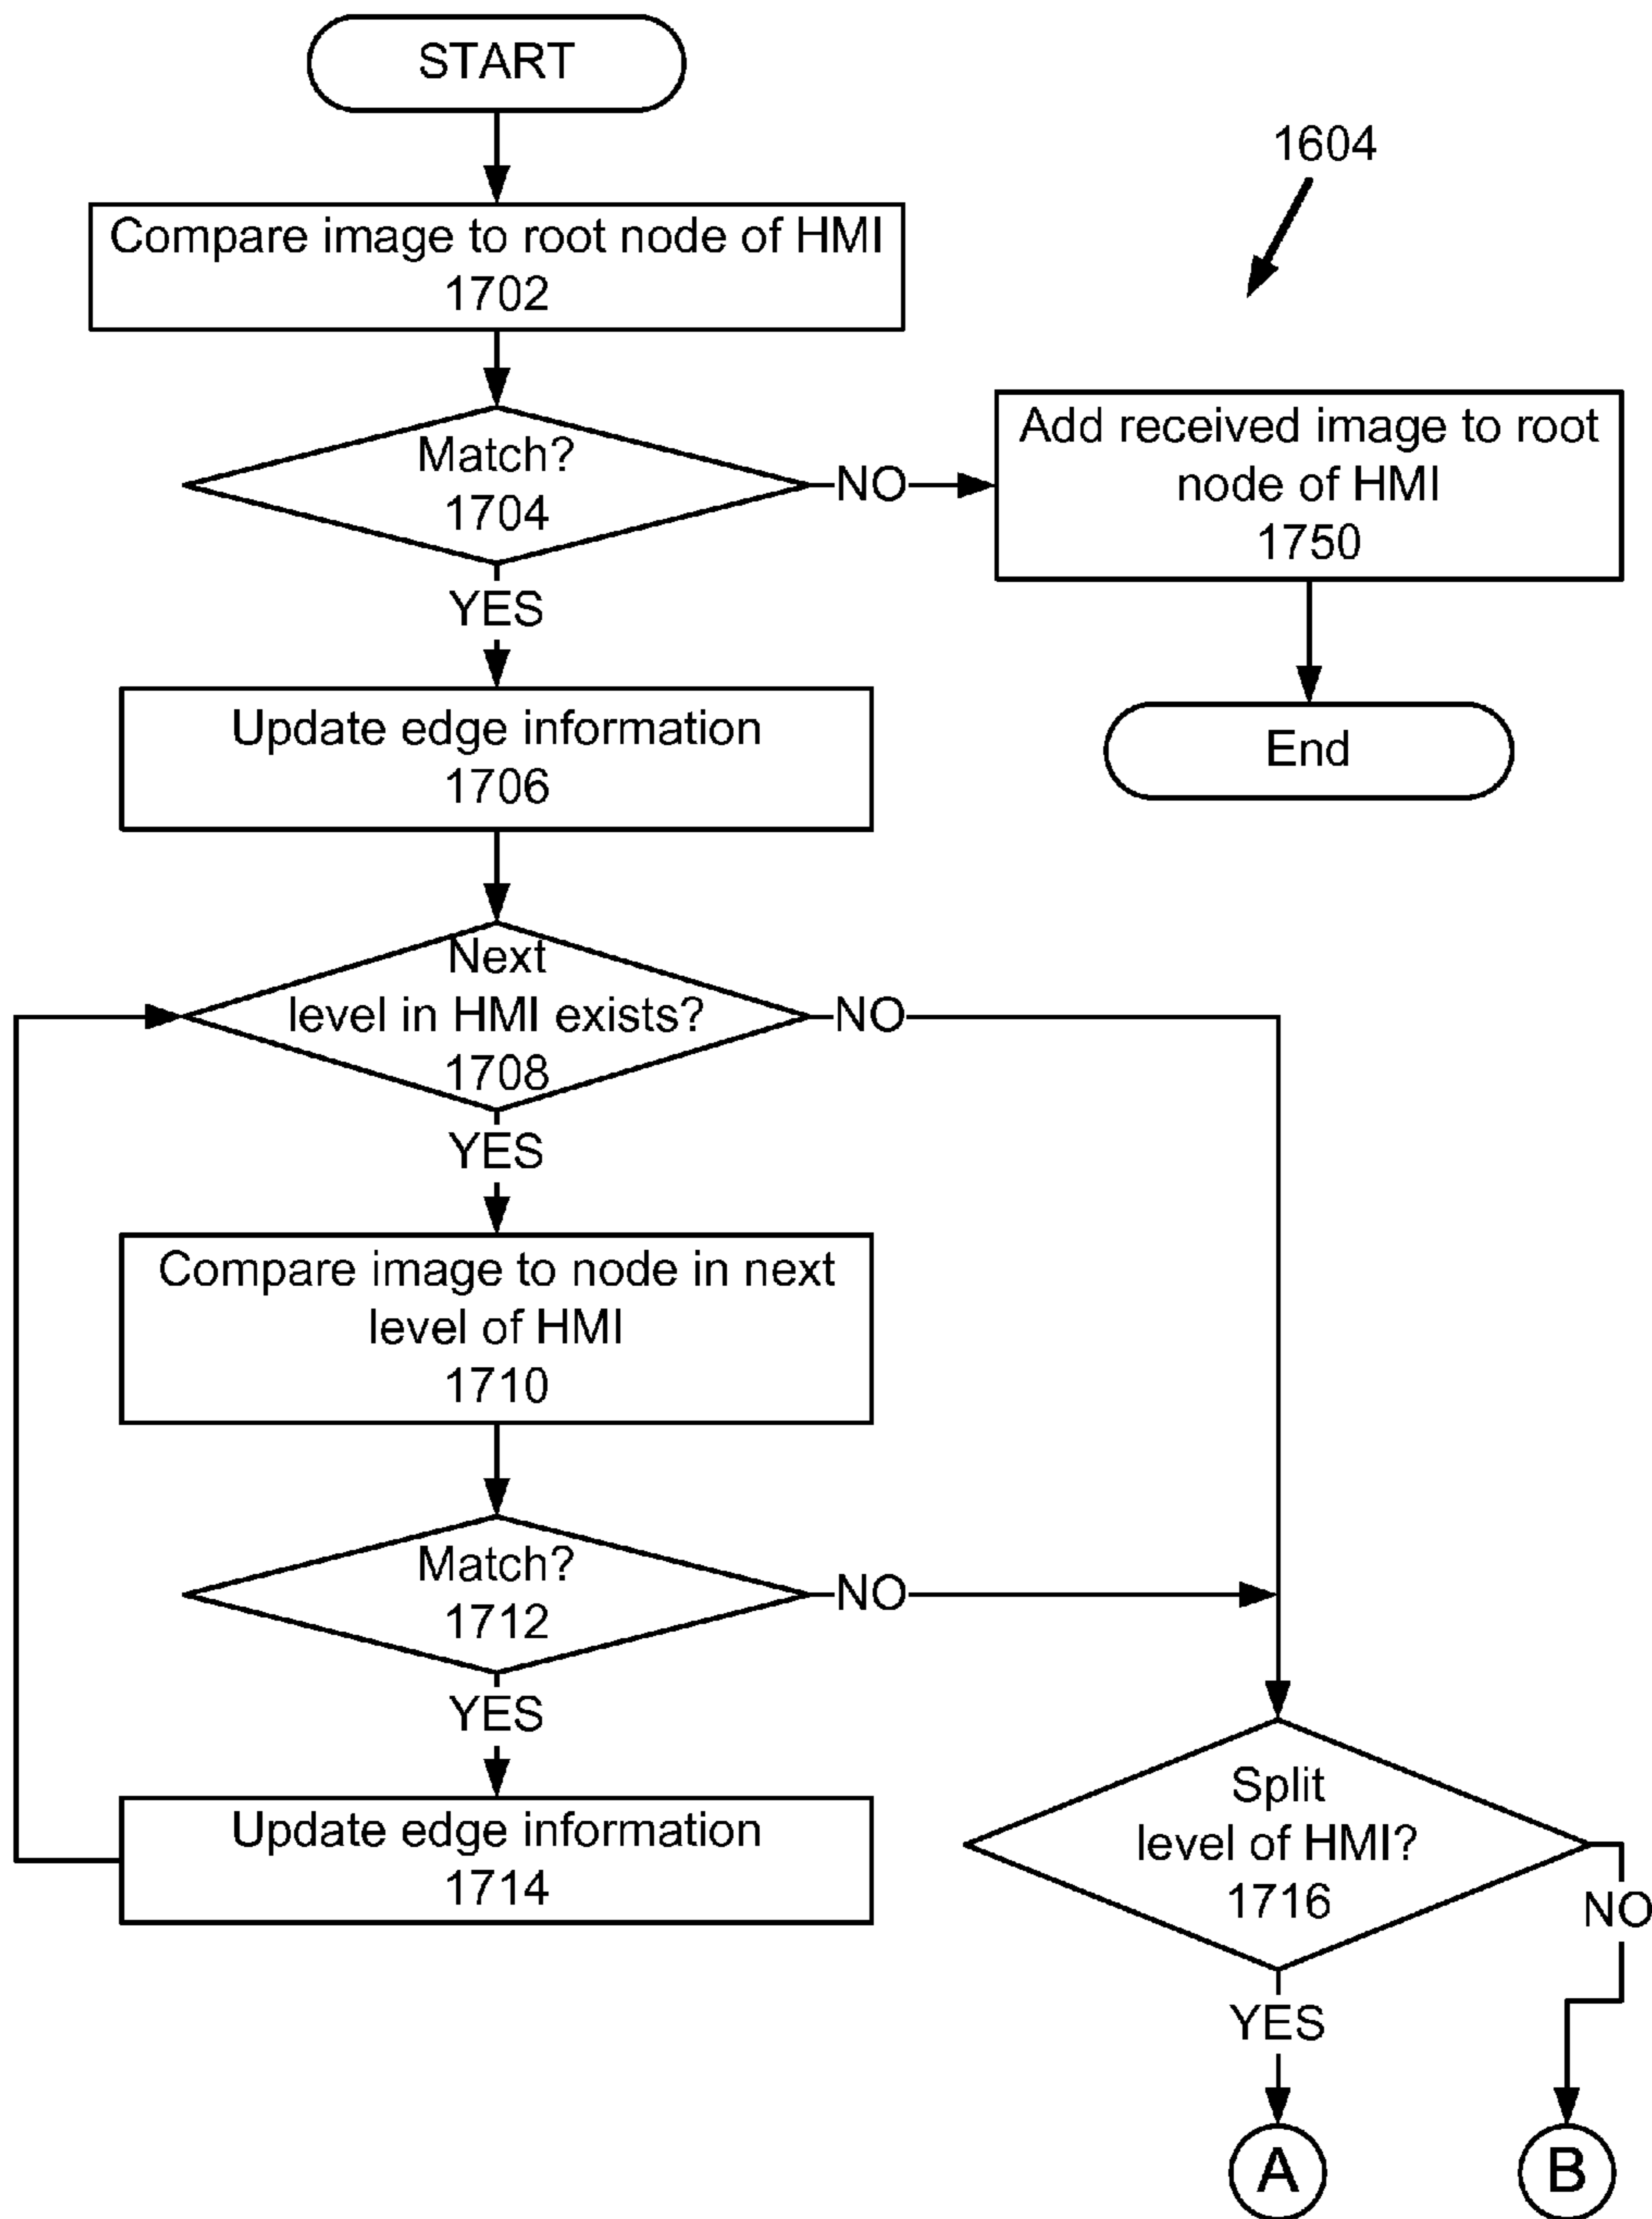 START
1604
Compare image to root node of HMI
1702
Match?
1704
NO
Add received image to root
node of HMI
1750
YES
End
Update edge information
1706
Next
level in HMI exists?
1708
NO
YES
Compare image to node in next
level of HMI
1710
Match?
1712
NO
YES
Update edge information
1714
Split
level of HMI?
1716
NO
YES
A
B